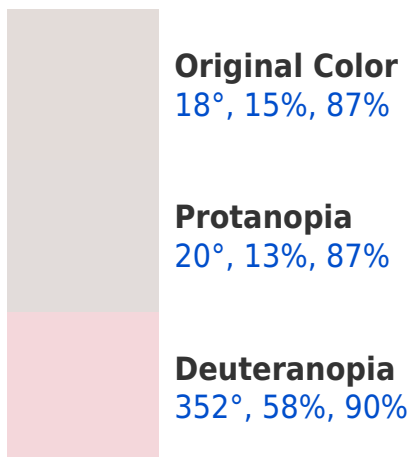 Original Color
18°, 15%, 87%
Protanopia
20°, 13%, 87%
Deuteranopia
352°, 58%, 90%